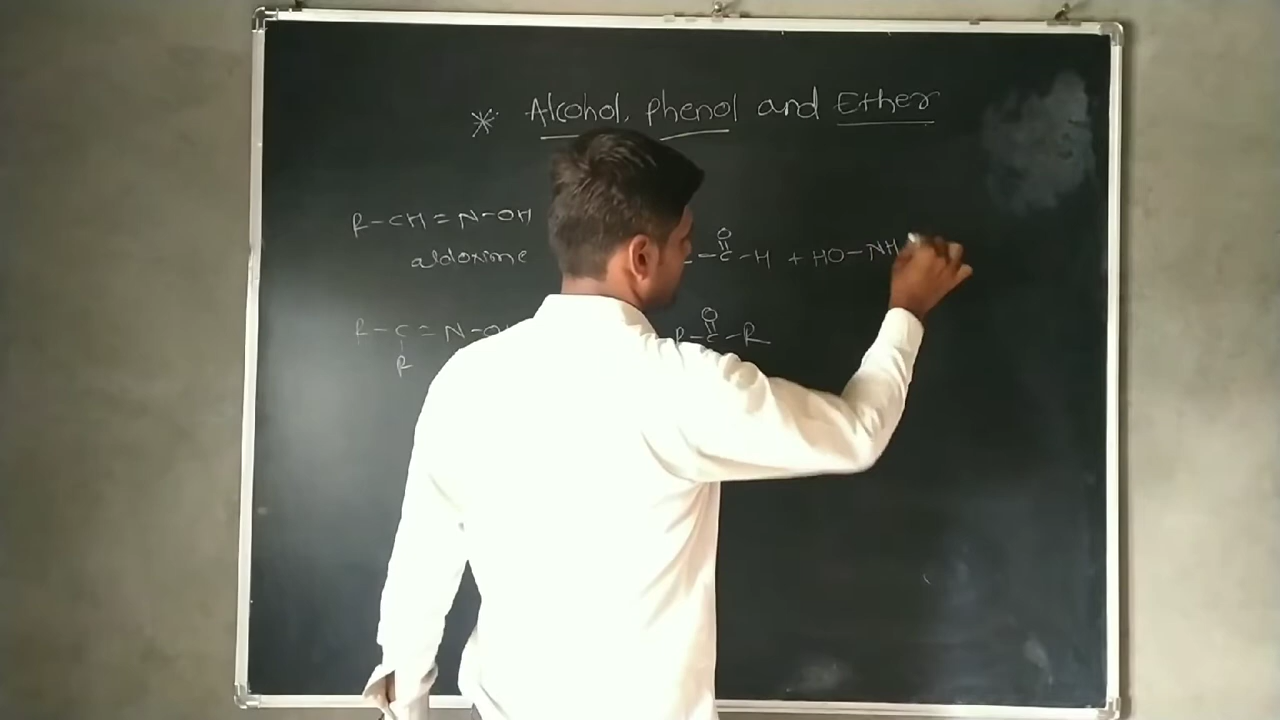 * Alcohol, phenol and Ether
R-CH=N-OH
aldoxime
O
-C-H + HO-NH
R-C=N-O
R
O
R-C-R